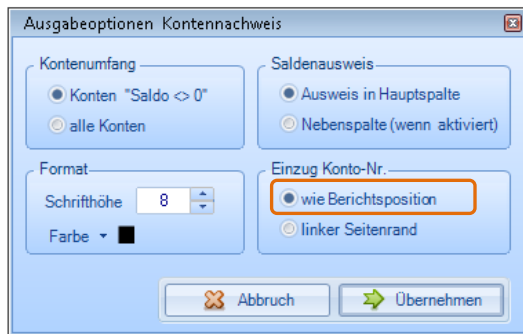 Ausgabeoptionen Kontennachweis
Kontenumfang
Konten "Saldo <> 0"
alle Konten
Saldenausweis
Ausweis in Hauptspalte
Nebenspalte (wenn aktiviert)
Format
Schrifthöhe 8
Farbe
Einzug Konto-Nr.
wie Berichtsposition
linker Seitenrand
Abbruch
Übernehmen